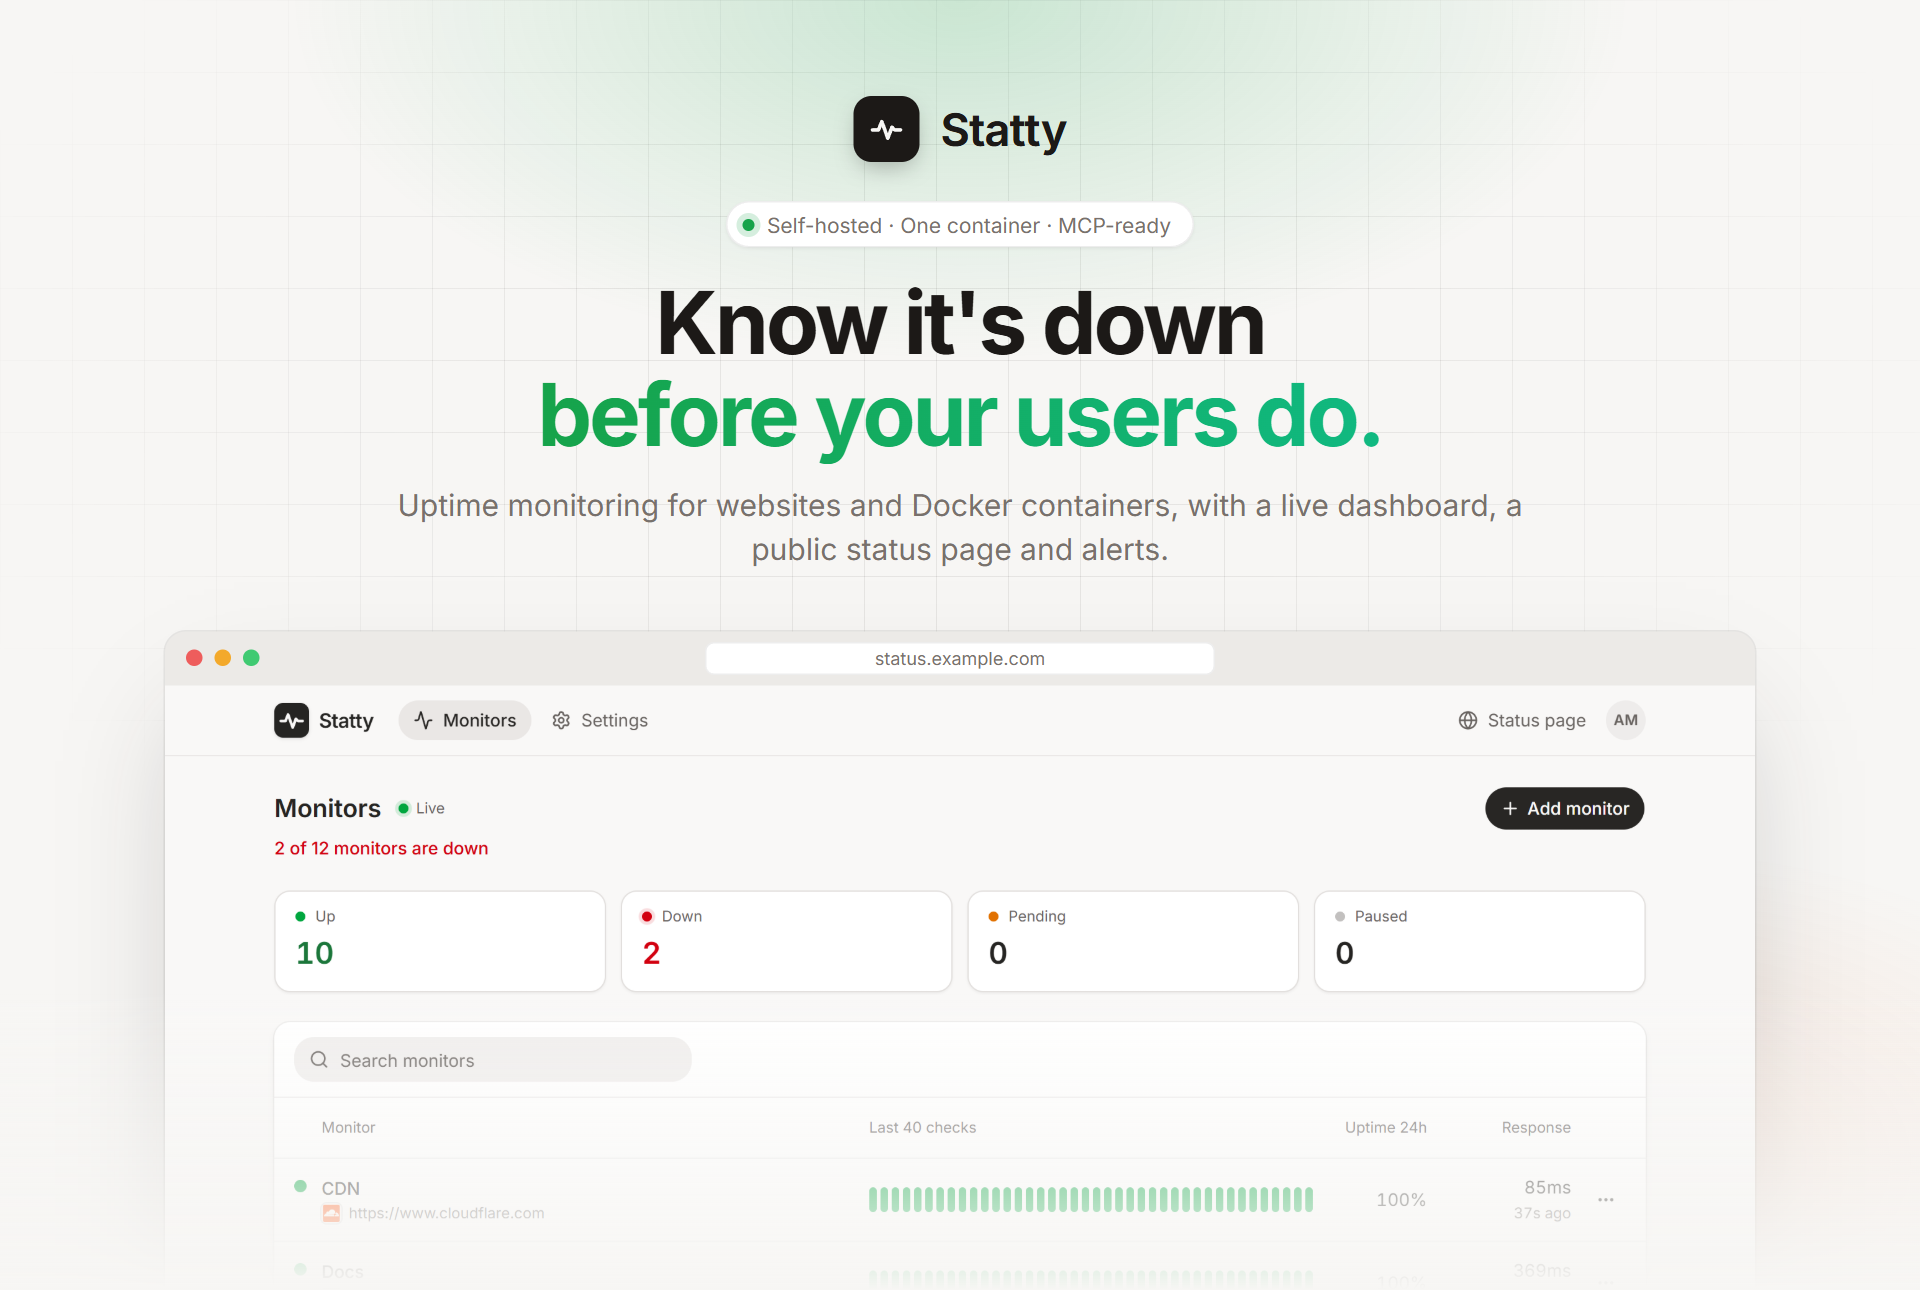 Statty
Self-hosted · One container · MCP-ready
Know it's down
before your users do.
Uptime monitoring for websites and Docker containers, with a live dashboard, a
public status page and alerts.
status.example.com
Statty
Monitors
Settings
Status page
AM
Monitors
Live
Add monitor
2 of 12 monitors are down
Up
10
Down
2
Pending
0
Paused
0
Search monitors
Monitor
Last 40 checks
Uptime 24h
Response
CDN
https://www.cloudflare.com
100%
85ms
37s ago
Docs
100%
369ms